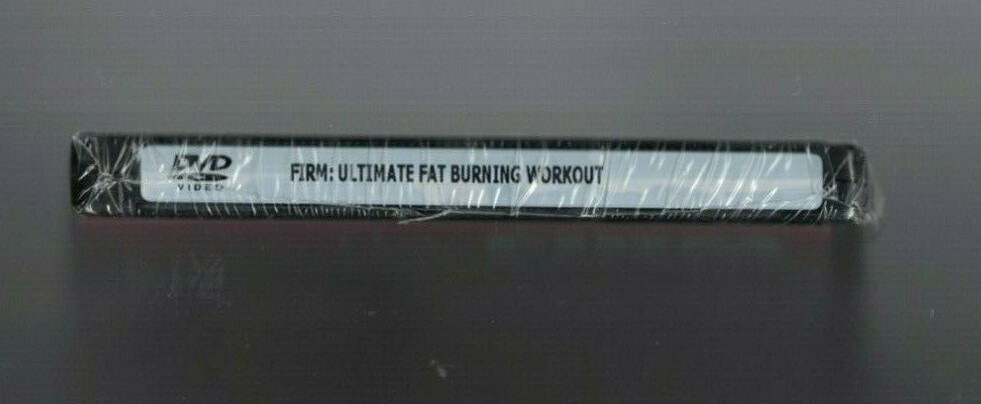 DVD
VIDEO
FIRM: ULTIMATE FAT BURNING WORKOUT